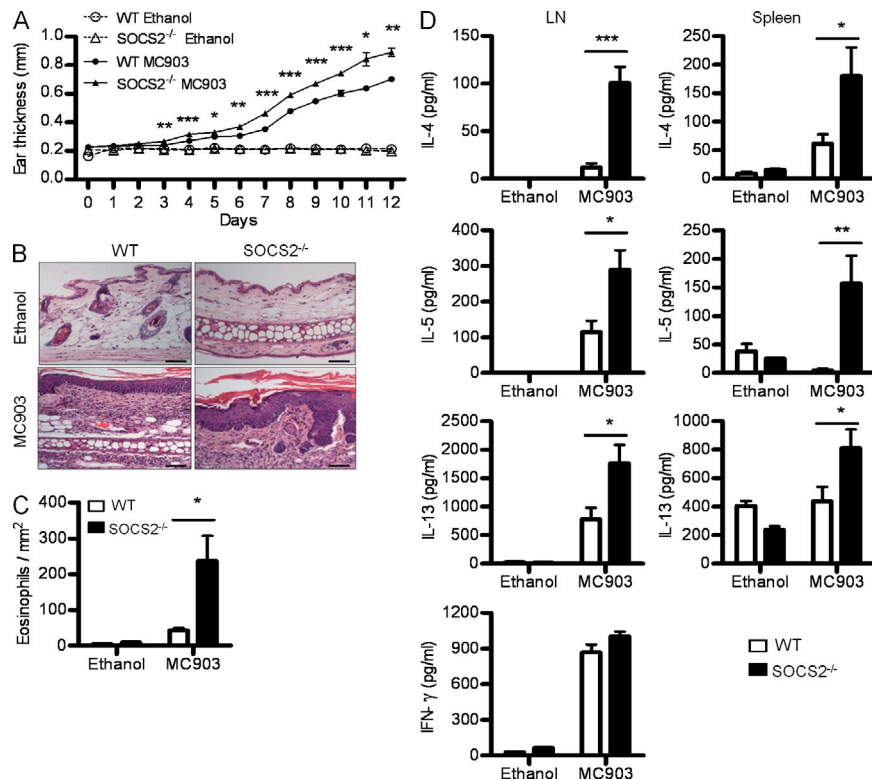 A
WT Ethanol
SOCS2-/- Ethanol
WT MC903
SOCS2-/- MC903
Ear thickness (mm)
1.0
0.8
0.6
0.4
0.2
0.0
** *** * ** *** *** *** *** * **
0 1 2 3 4 5 6 7 8 9 10 11 12
Days
B
WT SOCS2-/-
Ethanol
MC903
C
WT
SOCS2-/-
Eosinophils / mm2
400
300
200
100
0
*
Ethanol MC903
D
LN Spleen
IL-4 (pg/ml)
150
100
50
0
***
Ethanol MC903
IL-4 (pg/ml)
250
200
150
100
50
0
*
Ethanol MC903
IL-5 (pg/ml)
400
300
200
100
0
*
Ethanol MC903
IL-5 (pg/ml)
250
200
150
100
50
0
**
Ethanol MC903
IL-13 (pg/ml)
2500
1750
1300
867
433
0
*
Ethanol MC903
IL-13 (pg/ml)
1000
800
600
400
200
0
*
Ethanol MC903
IFN- γ (pg/ml)
1200
900
600
300
0
Ethanol MC903
WT
SOCS2-/-